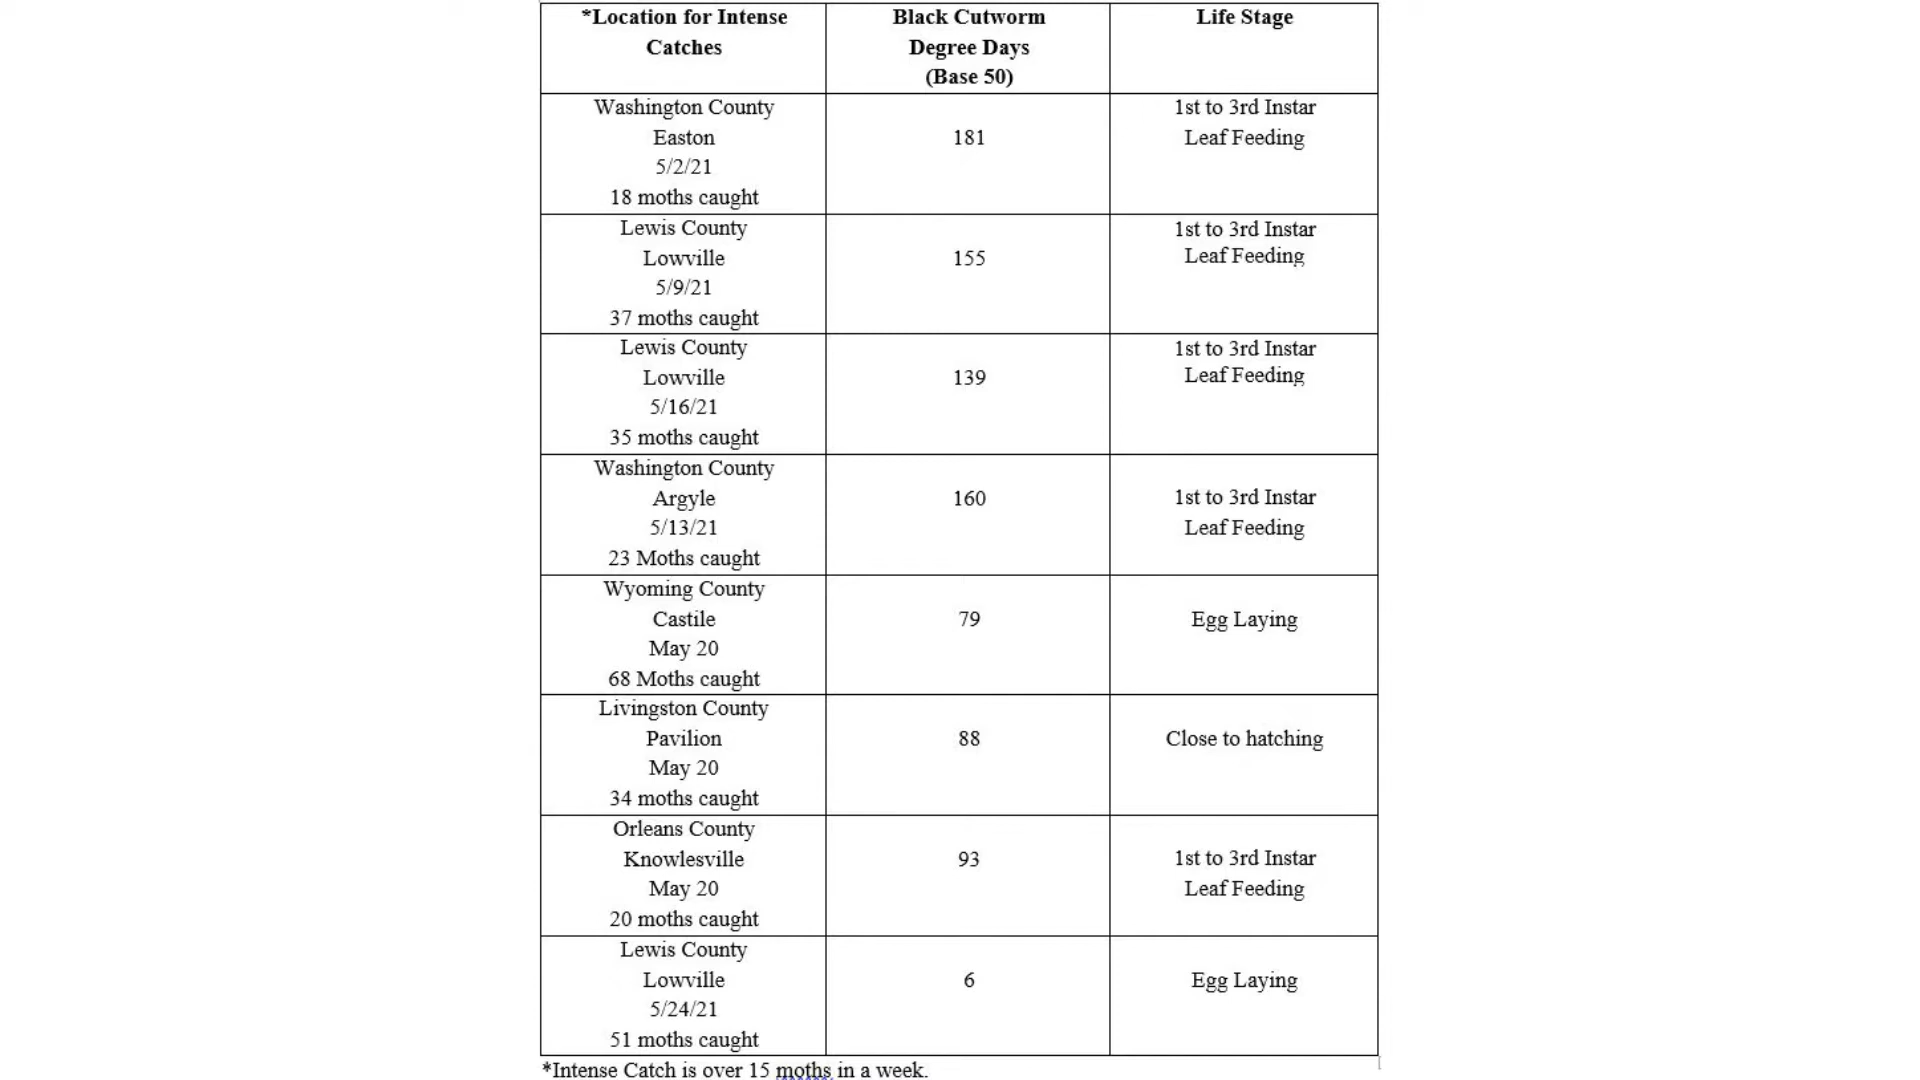 *Location for Intense
Catches
Black Cutworm
Degree Days
(Base 50)
Life Stage
Washington County
Easton
5/2/21
18 moths caught
181
1st to 3rd Instar
Leaf Feeding
Lewis County
Lowville
5/9/21
37 moths caught
155
1st to 3rd Instar
Leaf Feeding
Lewis County
Lowville
5/16/21
35 moths caught
139
1st to 3rd Instar
Leaf Feeding
Washington County
Argyle
5/13/21
23 Moths caught
160
1st to 3rd Instar
Leaf Feeding
Wyoming County
Castile
May 20
68 Moths caught
79
Egg Laying
Livingston County
Pavilion
May 20
34 moths caught
88
Close to hatching
Orleans County
Knowlesville
May 20
20 moths caught
93
1st to 3rd Instar
Leaf Feeding
Lewis County
Lowville
5/24/21
51 moths caught
6
Egg Laying
*Intense Catch is over 15 moths in a week.